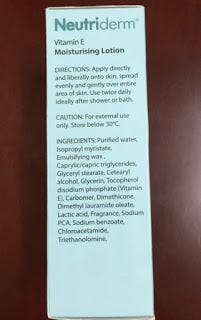 Neutriderm®
Vitamin E
Moisturising Lotion
DIRECTIONS: Apply directly
and liberally onto skin, spread
evenly and gently over entire
area of skin. Use twice daily
ideally after shower or bath.
CAUTION: For external use
only. Store below 30°C.
INGREDIENTS: Purified water,
Isopropyl myristate,
Emulsifying wax .
Caprylic/capric triglycerides,
Glyceryl stearate, Cetearyl
alcohol, Glycerin, Tocopherol
disodium phosphate (Vitamin
E), Carbomer, Dimethicone,
Dimethyl lauramide oleate,
Lactic acid, Fragrance, Sodium
PCA, Sodium benzoate,
Chloroacetamide,
Triethanolomine.